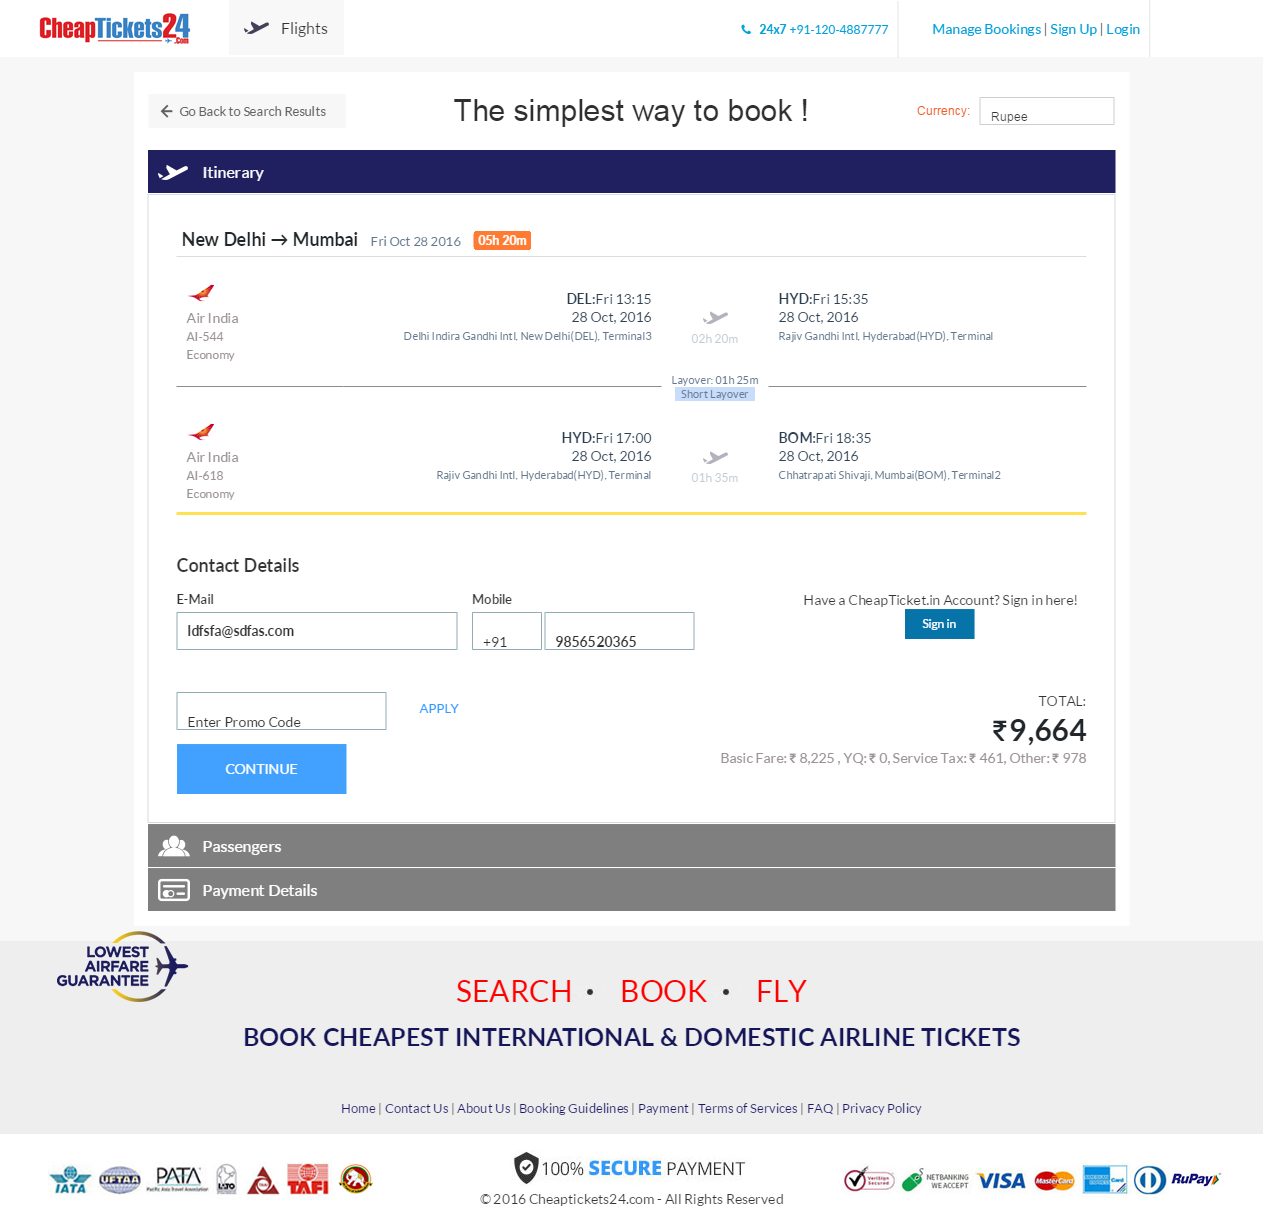 CheapTickets24.com
Flights
24x7 +91-120-4887777
Manage Bookings | Sign Up | Login
Go Back to Search Results
The simplest way to book !
Currency:
Rupee
Itinerary
New Delhi → Mumbai Fri Oct 28 2016 05h 20m
Air India
AI-544
Economy
DEL:Fri 13:15
28 Oct, 2016
Delhi Indira Gandhi Intl, New Delhi(DEL), Terminal3
02h 20m
HYD:Fri 15:35
28 Oct, 2016
Rajiv Gandhi Intl, Hyderabad(HYD), Terminal
Layover: 01h 25m
Short Layover
Air India
AI-618
Economy
HYD:Fri 17:00
28 Oct, 2016
Rajiv Gandhi Intl, Hyderabad(HYD), Terminal
01h 35m
BOM:Fri 18:35
28 Oct, 2016
Chhatrapati Shivaji, Mumbai(BOM), Terminal2
Contact Details
E-Mail
ldfsfa@sdfas.com
Mobile
+91
9856520365
Have a CheapTicket.in Account? Sign in here!
Sign in
Enter Promo Code
APPLY
TOTAL:
₹9,664
Basic Fare: ₹ 8,225 , YQ: ₹ 0, Service Tax: ₹ 461, Other: ₹ 978
CONTINUE
Passengers
Payment Details
LOWEST
AIRFARE
GUARANTEE
SEARCH • BOOK • FLY
BOOK CHEAPEST INTERNATIONAL & DOMESTIC AIRLINE TICKETS
Home | Contact Us | About Us | Booking Guidelines | Payment | Terms of Services | FAQ | Privacy Policy
IATA
UFTAA
PATA
Pacific Asia Travel Association
IATO
TAFI
100% SECURE PAYMENT
© 2016 Cheaptickets24.com - All Rights Reserved
VeriSign
Secured
NETBANKING
WE ACCEPT
VISA
MasterCard
AMERICAN EXPRESS
Cards
RuPay